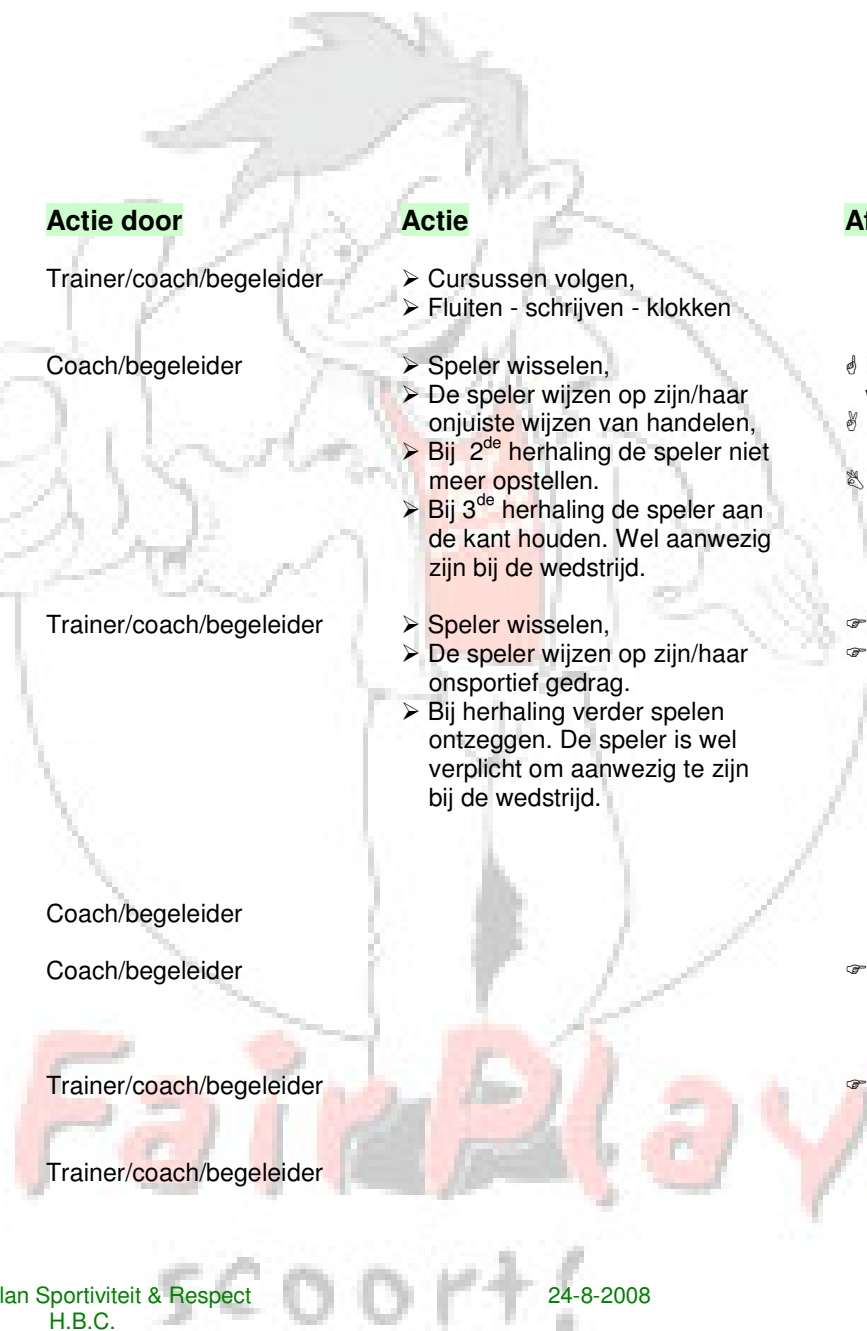 Actie door Actie
Trainer/coach/begeleider ➢ Cursussen volgen,
➢ Fluiten - schrijven - klokken
Coach/begeleider ➢ Speler wisselen,
➢ De speler wijzen op zijn/haar
onjuiste wijzen van handelen,
➢ Bij 2de herhaling de speler niet
meer opstellen.
➢ Bij 3de herhaling de speler aan
de kant houden. Wel aanwezig
zijn bij de wedstrijd.
Trainer/coach/begeleider ➢ Speler wisselen,
➢ De speler wijzen op zijn/haar
onsportief gedrag.
➢ Bij herhaling verder spelen
ontzeggen. De speler is wel
verplicht om aanwezig te zijn
bij de wedstrijd.
Coach/begeleider
Coach/begeleider
Trainer/coach/begeleider
Trainer/coach/begeleider
FairPlay
scoort!
lan Sportiviteit & Respect 24-8-2008
H.B.C.